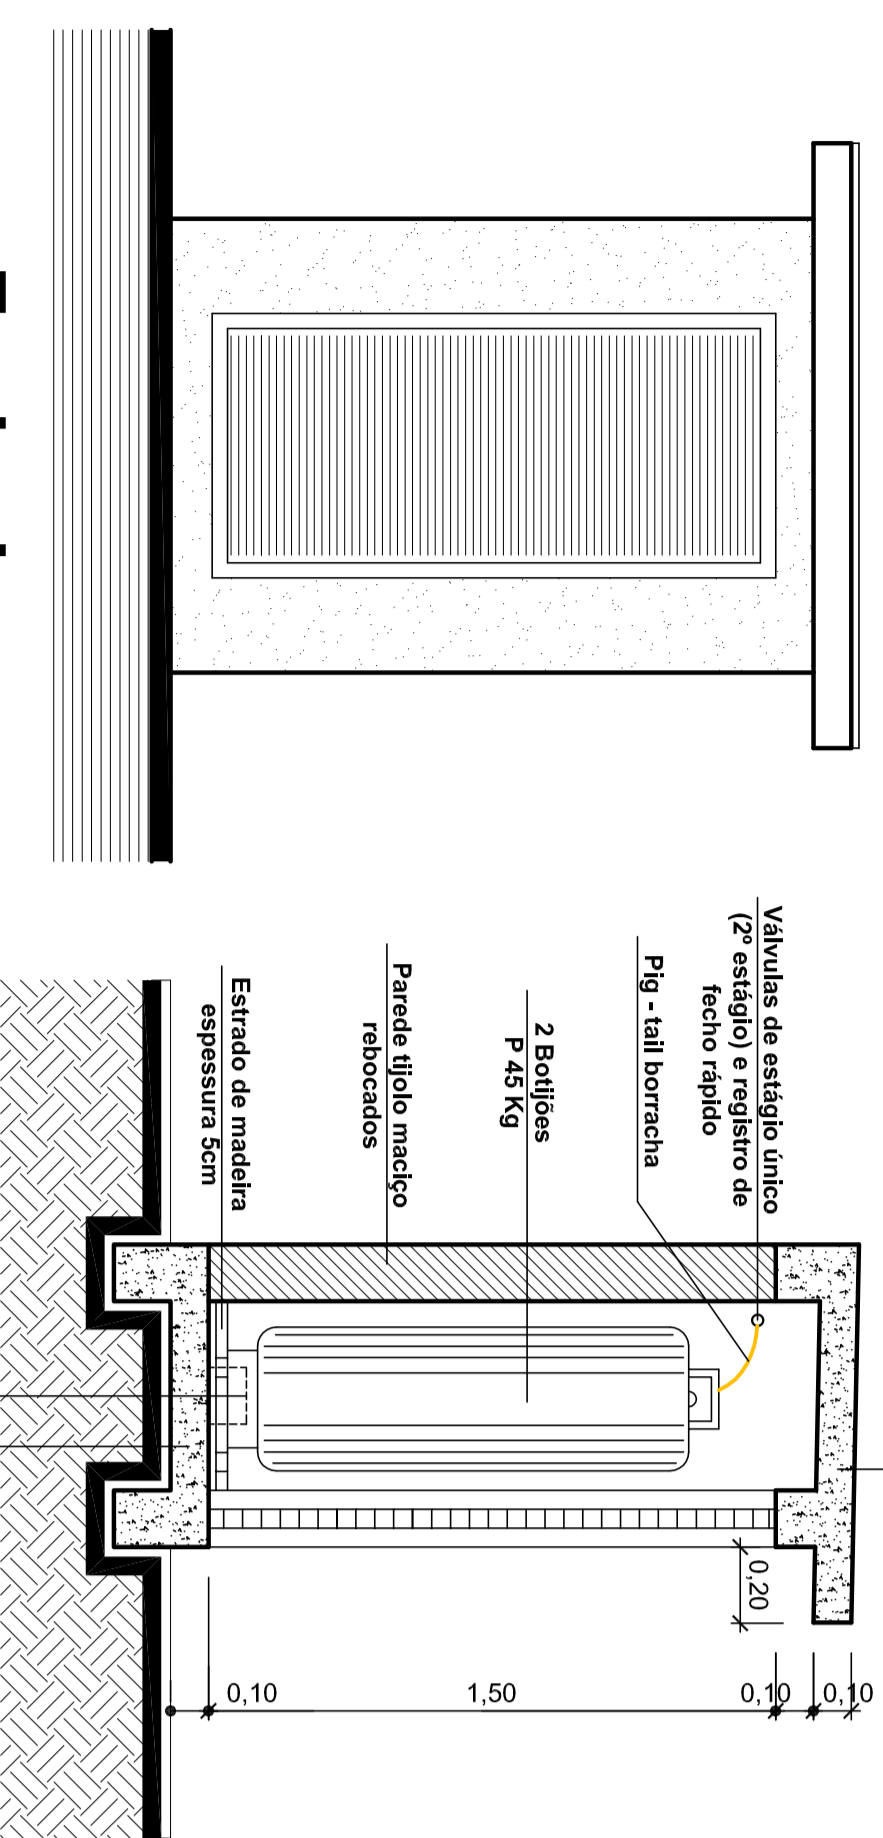 Válvulas de estágio único
(2º estágio) e registro de
fecho rápido
Pig - tail borracha
2 Botijões
P 45 Kg
Parede tijolo maciço
rebocados
Estrado de madeira
espessura 5cm
0,20
0,10
1,50
0,10
0,10